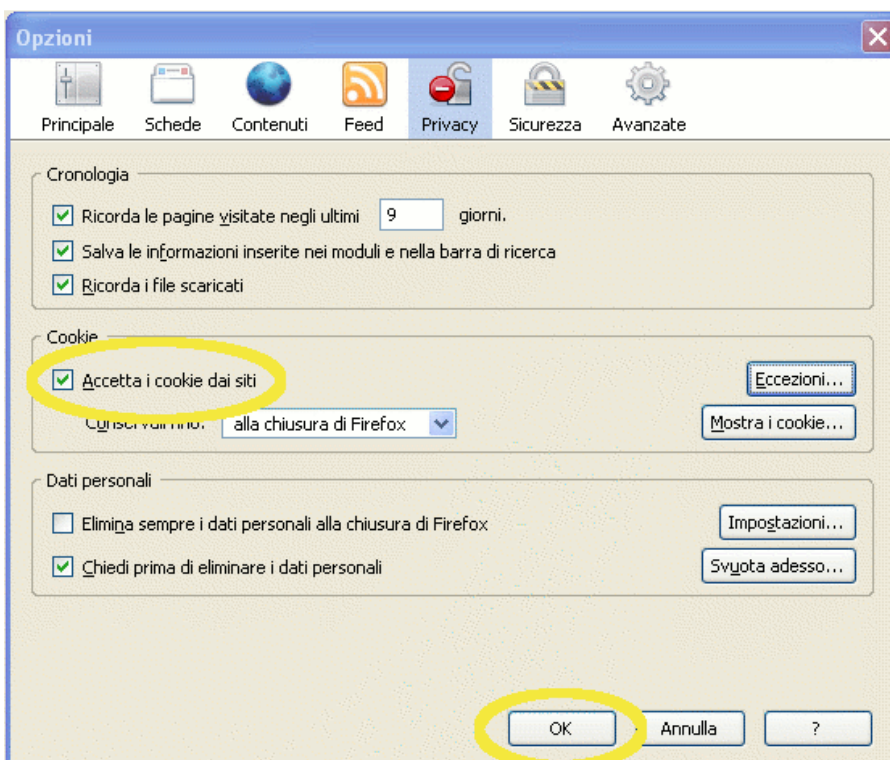 Opzioni
Principale Schede Contenuti Feed Privacy Sicurezza Avanzate
Cronologia
Ricorda le pagine visitate negli ultimi 9 giorni.
Salva le informazioni inserite nei moduli e nella barra di ricerca
Ricorda i file scaricati
Cookie
Accetta i cookie dai siti Eccezioni...
alla chiusura di Firefox Mostra i cookie...
Dati personali
Elimina sempre i dati personali alla chiusura di Firefox Impostazioni...
Chiedi prima di eliminare i dati personali Svuota adesso...
OK Annulla ?